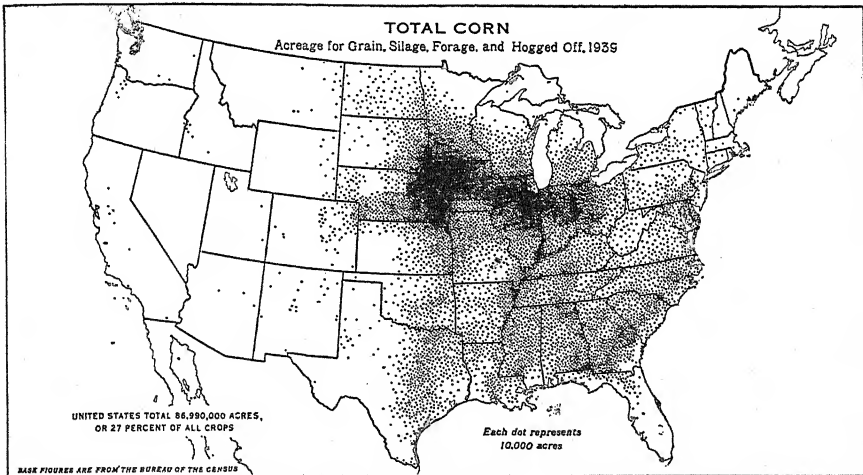 TOTAL CORN
Acreage for Grain, Silage, Forage, and Hogged Off, 1939
UNITED STATES TOTAL 86,990,000 ACRES,
OR 27 PERCENT OF ALL CROPS
Each dot represents
10,000 acres
BASE FIGURES ARE FROM THE BUREAU OF THE CENSUS